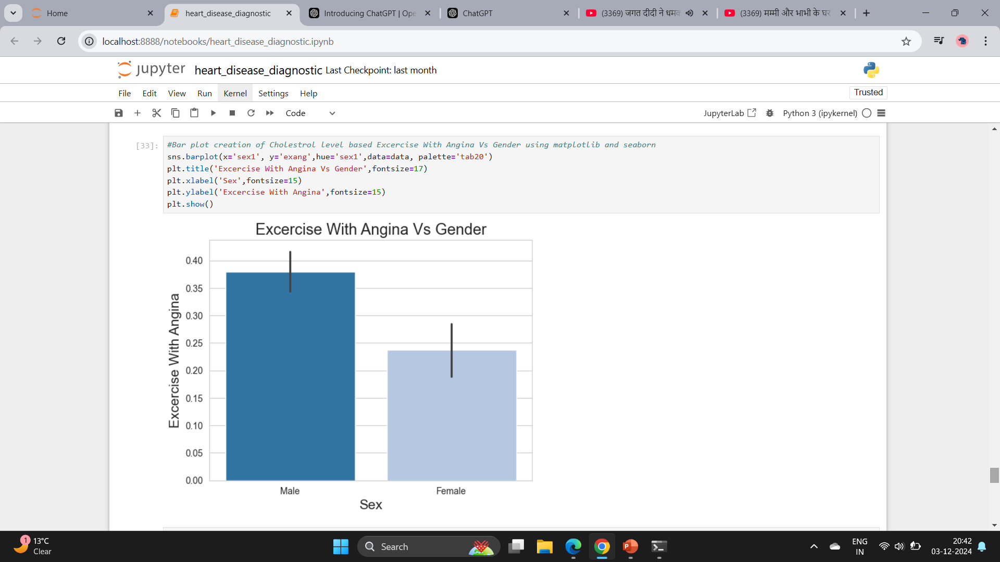 Home
heart_disease_diagnostic
Introducing ChatGPT | Ope
ChatGPT
(3369) जगत दीदी ने धमव
(3369) मम्मी और भाभी के घर
localhost:8888/notebooks/heart_disease_diagnostic.ipynb
jupyter heart_disease_diagnostic Last Checkpoint: last month
File Edit View Run Kernel Settings Help
Trusted
Code
JupyterLab
Python 3 (ipykernel)
[33]:
#Bar plot creation of Cholestrol level based Excercise With Angina Vs Gender using matplotlib and seaborn
sns.barplot(x='sex1', y='exang',hue='sex1',data=data, palette='tab20')
plt.title('Excercise With Angina Vs Gender',fontsize=17)
plt.xlabel('Sex',fontsize=15)
plt.ylabel('Excercise With Angina',fontsize=15)
plt.show()
Excercise With Angina Vs Gender
Excercise With Angina
0.40
0.35
0.30
0.25
0.20
0.15
0.10
0.05
0.00
Male
Female
Sex
1
13°C
Clear
Search
ENG
IN
20:42
03-12-2024